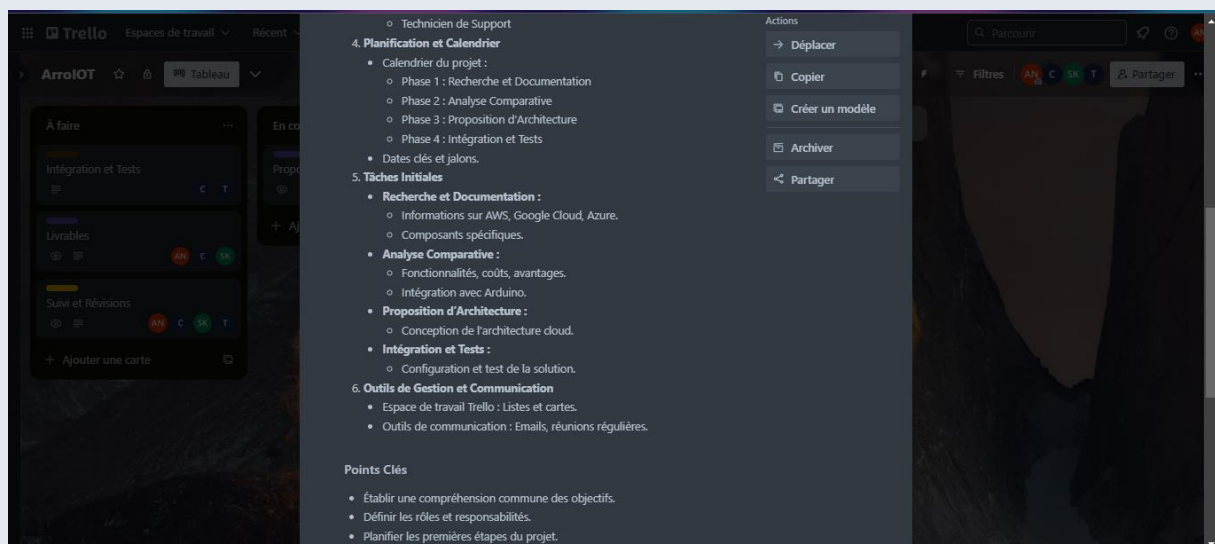 Trello
Espaces de travail
Récent
Parcourir
ArroIOT
Tableau
Filtres
AN C SK T
Partager
À faire
Intégration et Tests
C T
Livrables
AN C SK
Suivi et Révisions
AN C SK T
+ Ajouter une carte
En co
Propo
+ Aj
Technicien de Support
4. Planification et Calendrier
Calendrier du projet :
Phase 1 : Recherche et Documentation
Phase 2 : Analyse Comparative
Phase 3 : Proposition d'Architecture
Phase 4 : Intégration et Tests
Dates clés et jalons.
5. Tâches Initiales
Recherche et Documentation :
Informations sur AWS, Google Cloud, Azure.
Composants spécifiques.
Analyse Comparative :
Fonctionnalités, coûts, avantages.
Intégration avec Arduino.
Proposition d'Architecture :
Conception de l'architecture cloud.
Intégration et Tests :
Configuration et test de la solution.
6. Outils de Gestion et Communication
Espace de travail Trello : Listes et cartes.
Outils de communication : Emails, réunions régulières.
Points Clés
Établir une compréhension commune des objectifs.
Définir les rôles et responsabilités.
Planifier les premières étapes du projet.
Actions
Déplacer
Copier
Créer un modèle
Archiver
Partager